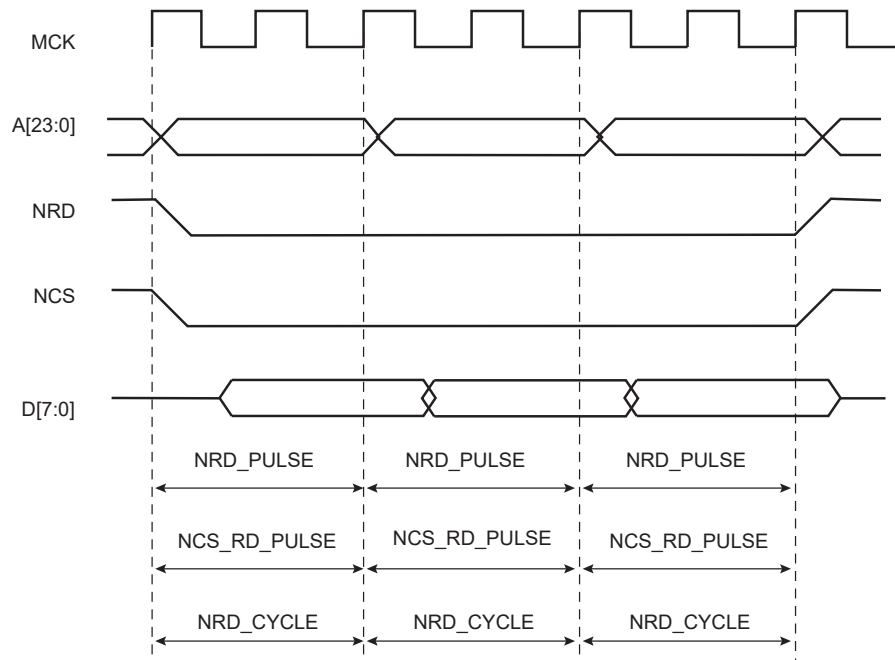 MCK
A[23:0]
NRD
NCS
D[7:0]
NRD_PULSE NRD_PULSE NRD_PULSE
NCS_RD_PULSE NCS_RD_PULSE NCS_RD_PULSE
NRD_CYCLE NRD_CYCLE NRD_CYCLE